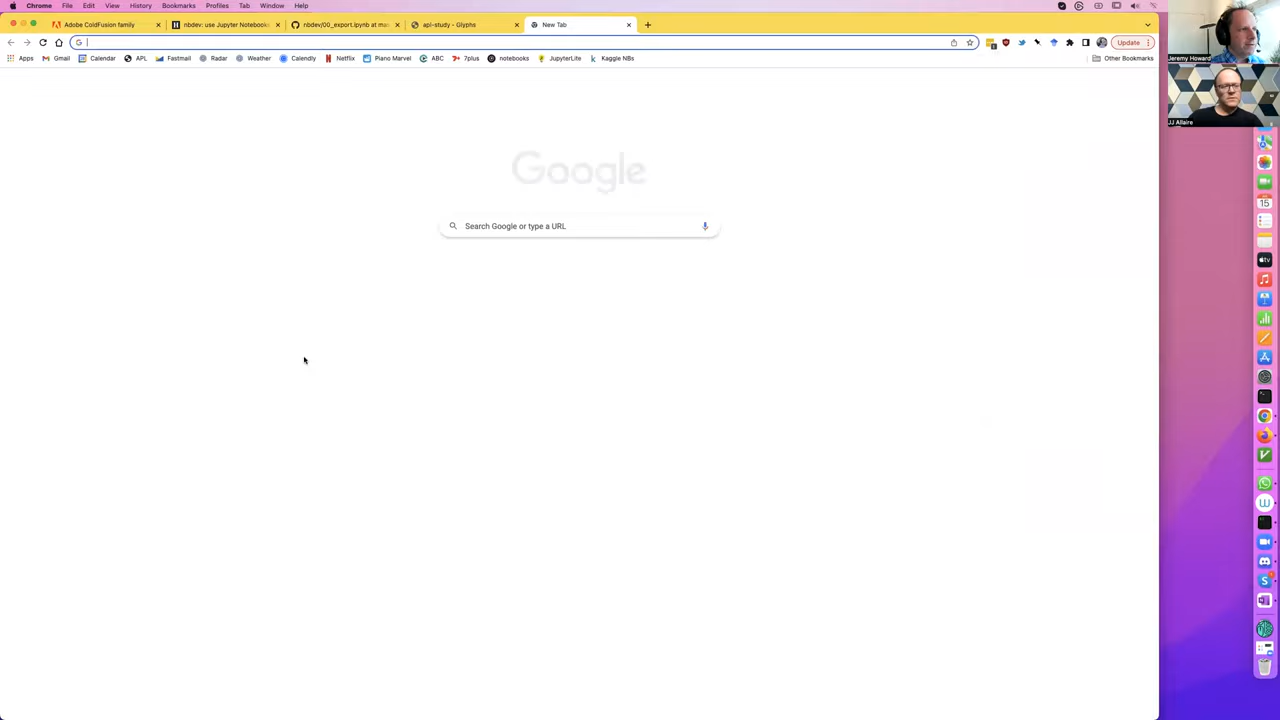 Chrome File Edit View History Bookmarks Profiles Tab Window Help
Adobe ColdFusion family
nbdev: use Jupyter Notebooks
nbdev/00_export.ipynb at mas
apl-study - Glyphs
New Tab
Update
Apps Gmail Calendar APL Fastmail Radar Weather Calendly Netflix Piano Marvel ABC 7plus notebooks JupyterLite Kaggle NBs Other Bookmarks
Jeremy Howard
JJ Allaire
Google
Search Google or type a URL
15
tv